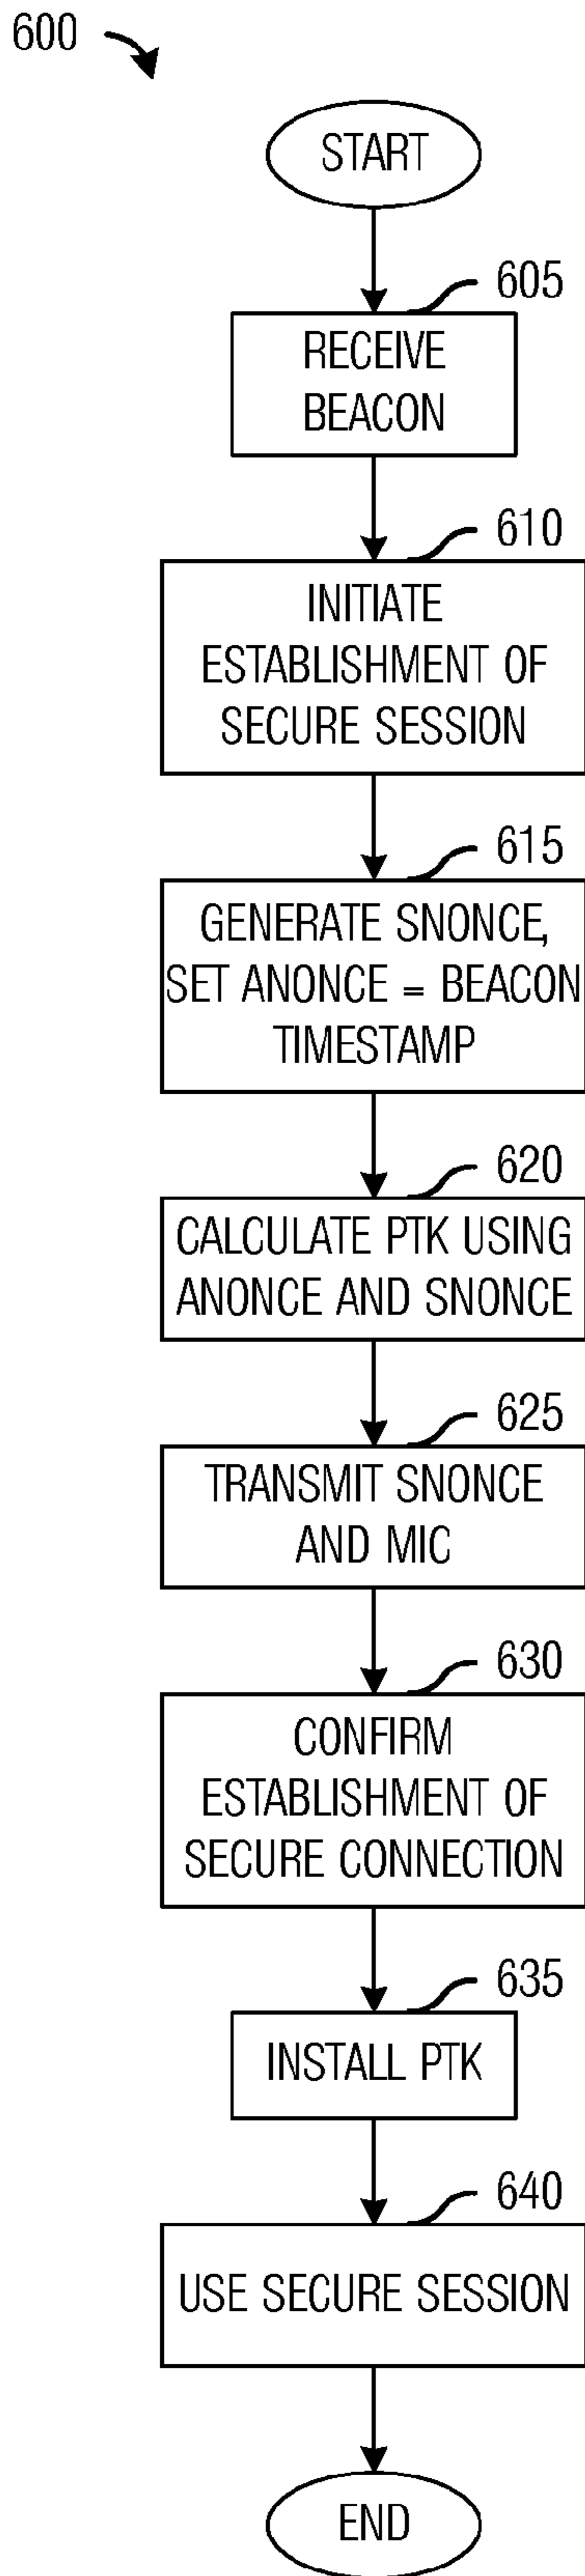 600
START
605
RECEIVE
BEACON
610
INITIATE
ESTABLISHMENT OF
SECURE SESSION
615
GENERATE SNONCE,
SET ANONCE = BEACON
TIMESTAMP
620
CALCULATE PTK USING
ANONCE AND SNONCE
625
TRANSMIT SNONCE
AND MIC
630
CONFIRM
ESTABLISHMENT OF
SECURE CONNECTION
635
INSTALL PTK
640
USE SECURE SESSION
END